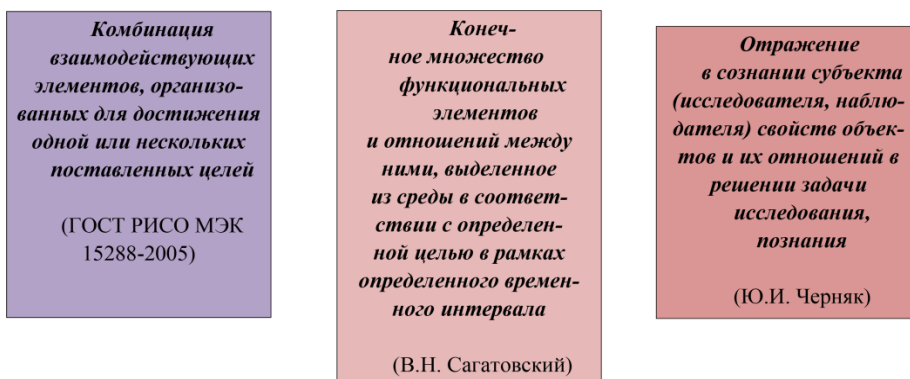 Комбинация
взаимодействующих
элементов, организо-
ванных для достижения
одной или нескольких
поставленных целей
(ГОСТ РИСО МЭК
15288-2005)
Конеч-
ное множество
функциональных
элементов
и отношений между
ними, выделенное
из среды в соответ-
ствии с определен-
ной целью в рамках
определенного времен-
ного интервала
(В.Н. Сагатовский)
Отражение
в сознании субъекта
(исследователя, наблю-
дателя) свойств объек-
тов и их отношений в
решении задачи
исследования,
познания
(Ю.И. Черняк)